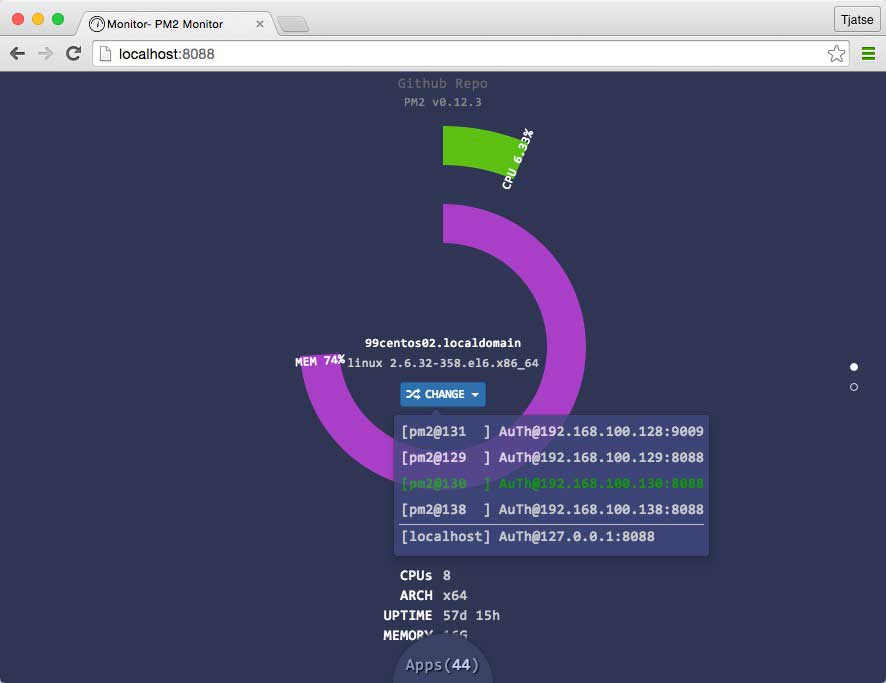 Monitor- PM2 Monitor
Tjatse
localhost:8088
Github Repo
PM2 v0.12.3
CPU 6.33%
99centos02.localdomain
MEM 74%
linux 2.6.32-358.el6.x86_64
CHANGE
[pm2@131 ] AuTh@192.168.100.128:9009
[pm2@129 ] AuTh@192.168.100.129:8088
[pm2@130 ] AuTh@192.168.100.130:8088
[pm2@138 ] AuTh@192.168.100.138:8088
[localhost] AuTh@127.0.0.1:8088
CPUs 8
ARCH x64
UPTIME 57d 15h
MEMORY 16G
Apps(44)